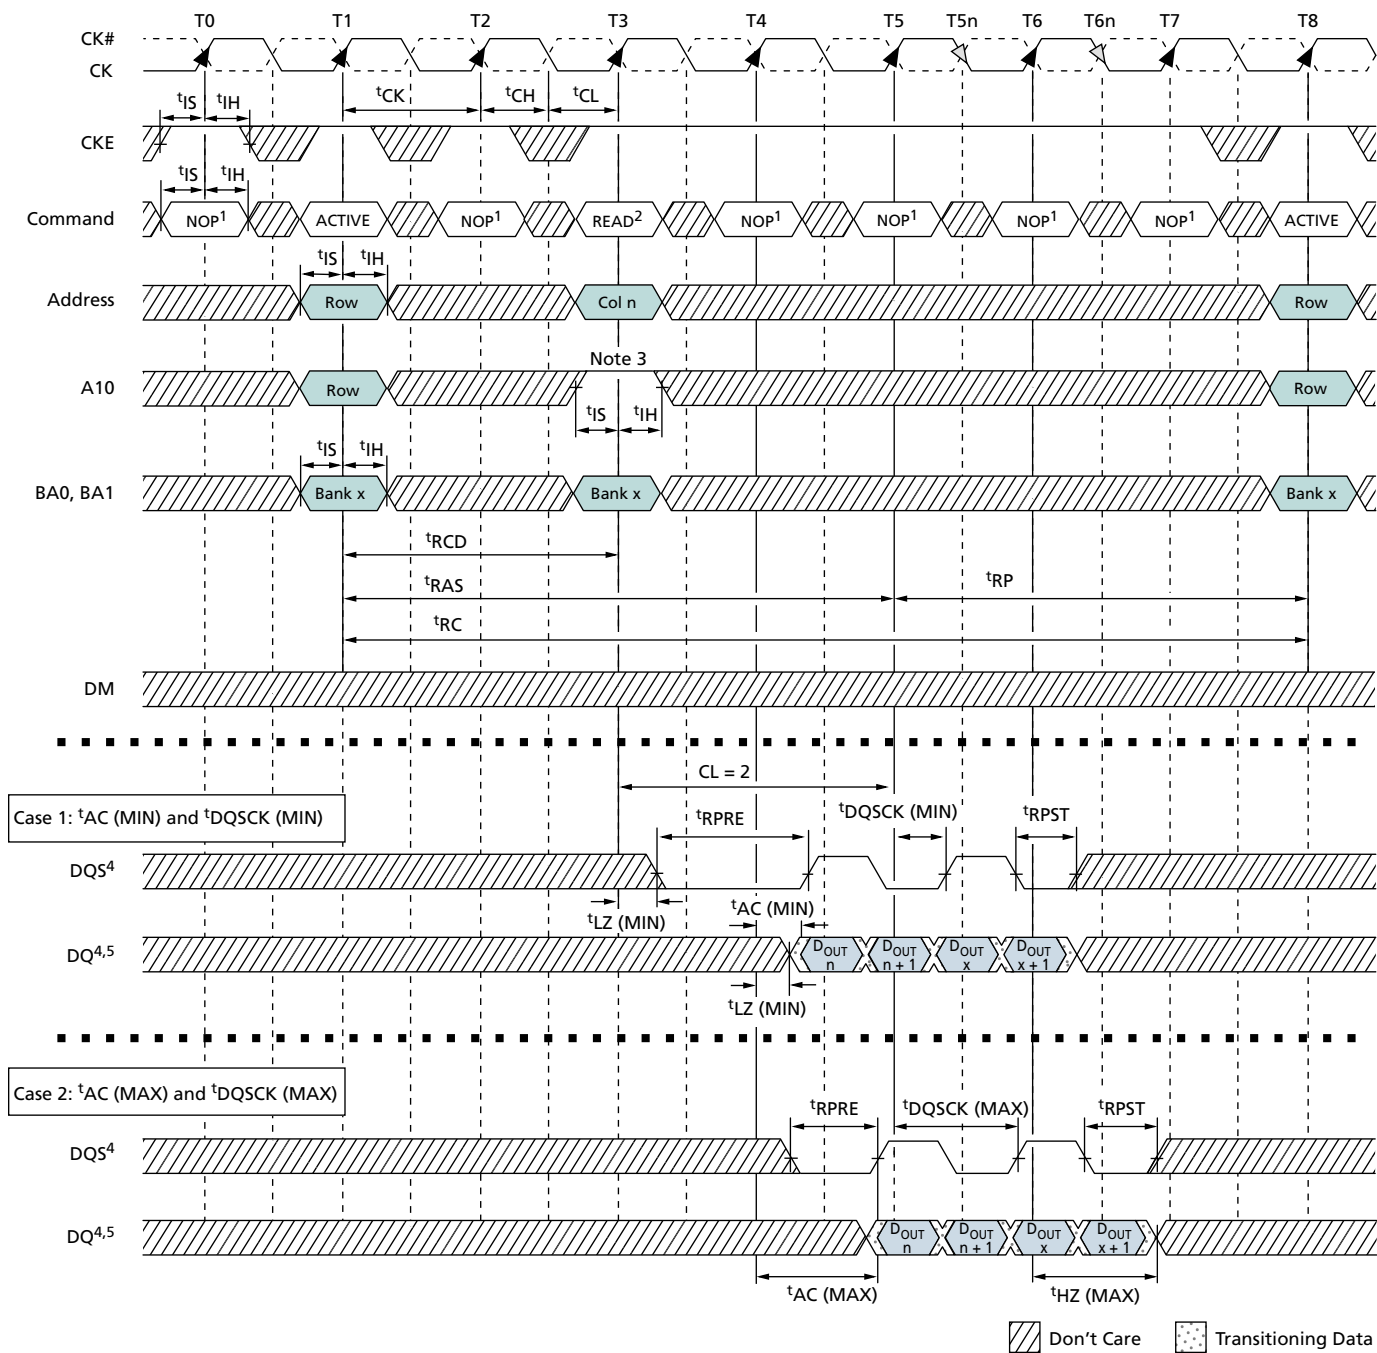 T0 T1 T2 T3 T4 T5 T5n T6 T6n T7 T8
CK#
CK
tIS tIH tCK tCH tCL
CKE
tIS tIH
Command NOP1 ACTIVE NOP1 READ2 NOP1 NOP1 NOP1 NOP1 ACTIVE
tIS tIH
Address Row Col n Row
Note 3
A10 Row Row
tIS tIH
tIS tIH
BA0, BA1 Bank x Bank x Bank x
tRCD
tRAS tRP
tRC
DM
CL = 2
Case 1: tAC (MIN) and tDQSCK (MIN)
tRPRE tDQSCK (MIN) tRPST
DQS4
tLZ (MIN) tAC (MIN)
DQ4,5 DOUT n DOUT n + 1 DOUT x DOUT x + 1
tLZ (MIN)
Case 2: tAC (MAX) and tDQSCK (MAX)
tRPRE tDQSCK (MAX) tRPST
DQS4
DQ4,5 DOUT n DOUT n + 1 DOUT x DOUT x + 1
tAC (MAX) tHZ (MAX)
Don't Care Transitioning Data